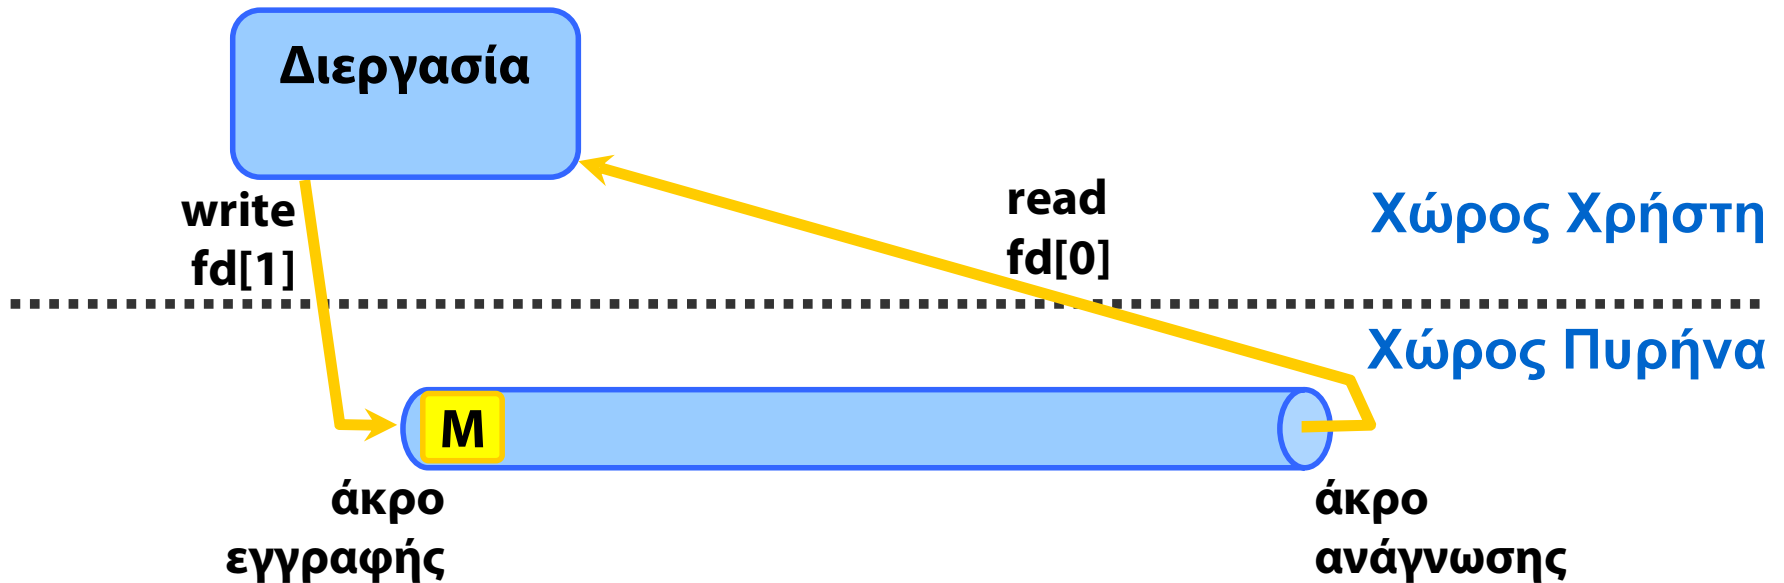 Διεργασία
write
fd[1]
read
fd[0]
Χώρος Χρήστη
Χώρος Πυρήνα
M
άκρο
εγγραφής
άκρο
ανάγνωσης